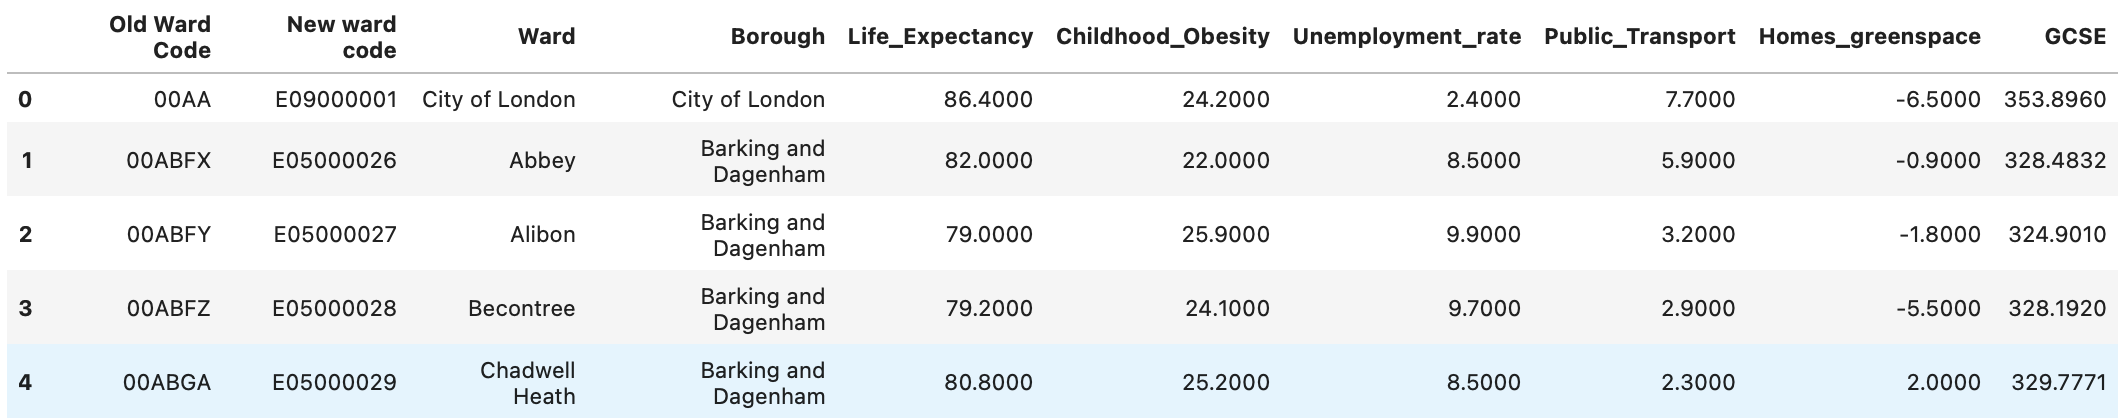 Old Ward Code New ward code Ward Borough Life_Expectancy Childhood_Obesity Unemployment_rate Public_Transport Homes_greenspace GCSE
0 00AA E09000001 City of London City of London 86.4000 24.2000 2.4000 7.7000 -6.5000 353.8960
1 00ABFX E05000026 Abbey Barking and Dagenham 82.0000 22.0000 8.5000 5.9000 -0.9000 328.4832
2 00ABFY E05000027 Alibon Barking and Dagenham 79.0000 25.9000 9.9000 3.2000 -1.8000 324.9010
3 00ABFZ E05000028 Becontree Barking and Dagenham 79.2000 24.1000 9.7000 2.9000 -5.5000 328.1920
4 00ABGA E05000029 Chadwell Heath Barking and Dagenham 80.8000 25.2000 8.5000 2.3000 2.0000 329.7771